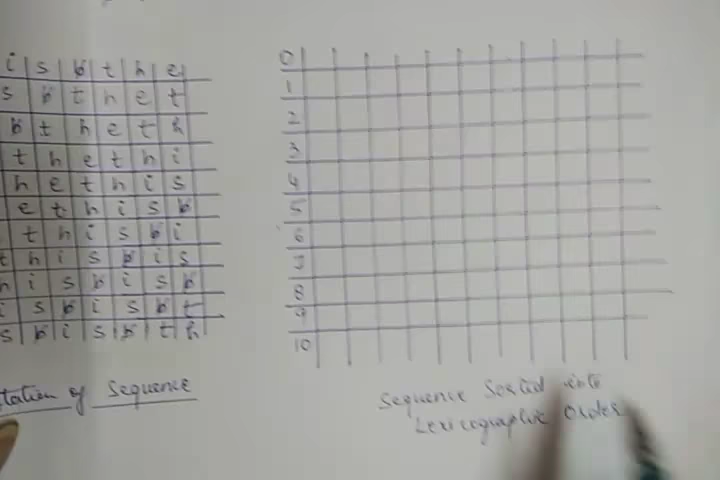 i s ƀ t h e
s ƀ t h e t
ƀ t h e t h
t h e t h i
h e t h i s
e t h i s ƀ
t h i s ƀ i
t h i s ƀ i s
h i s ƀ i s ƀ
i s ƀ i s ƀ t
s ƀ i s ƀ t h
tation of Sequence
0
1
2
3
4
5
6
7
8
9
10
Sequence Sorted into
Lexicographic Order